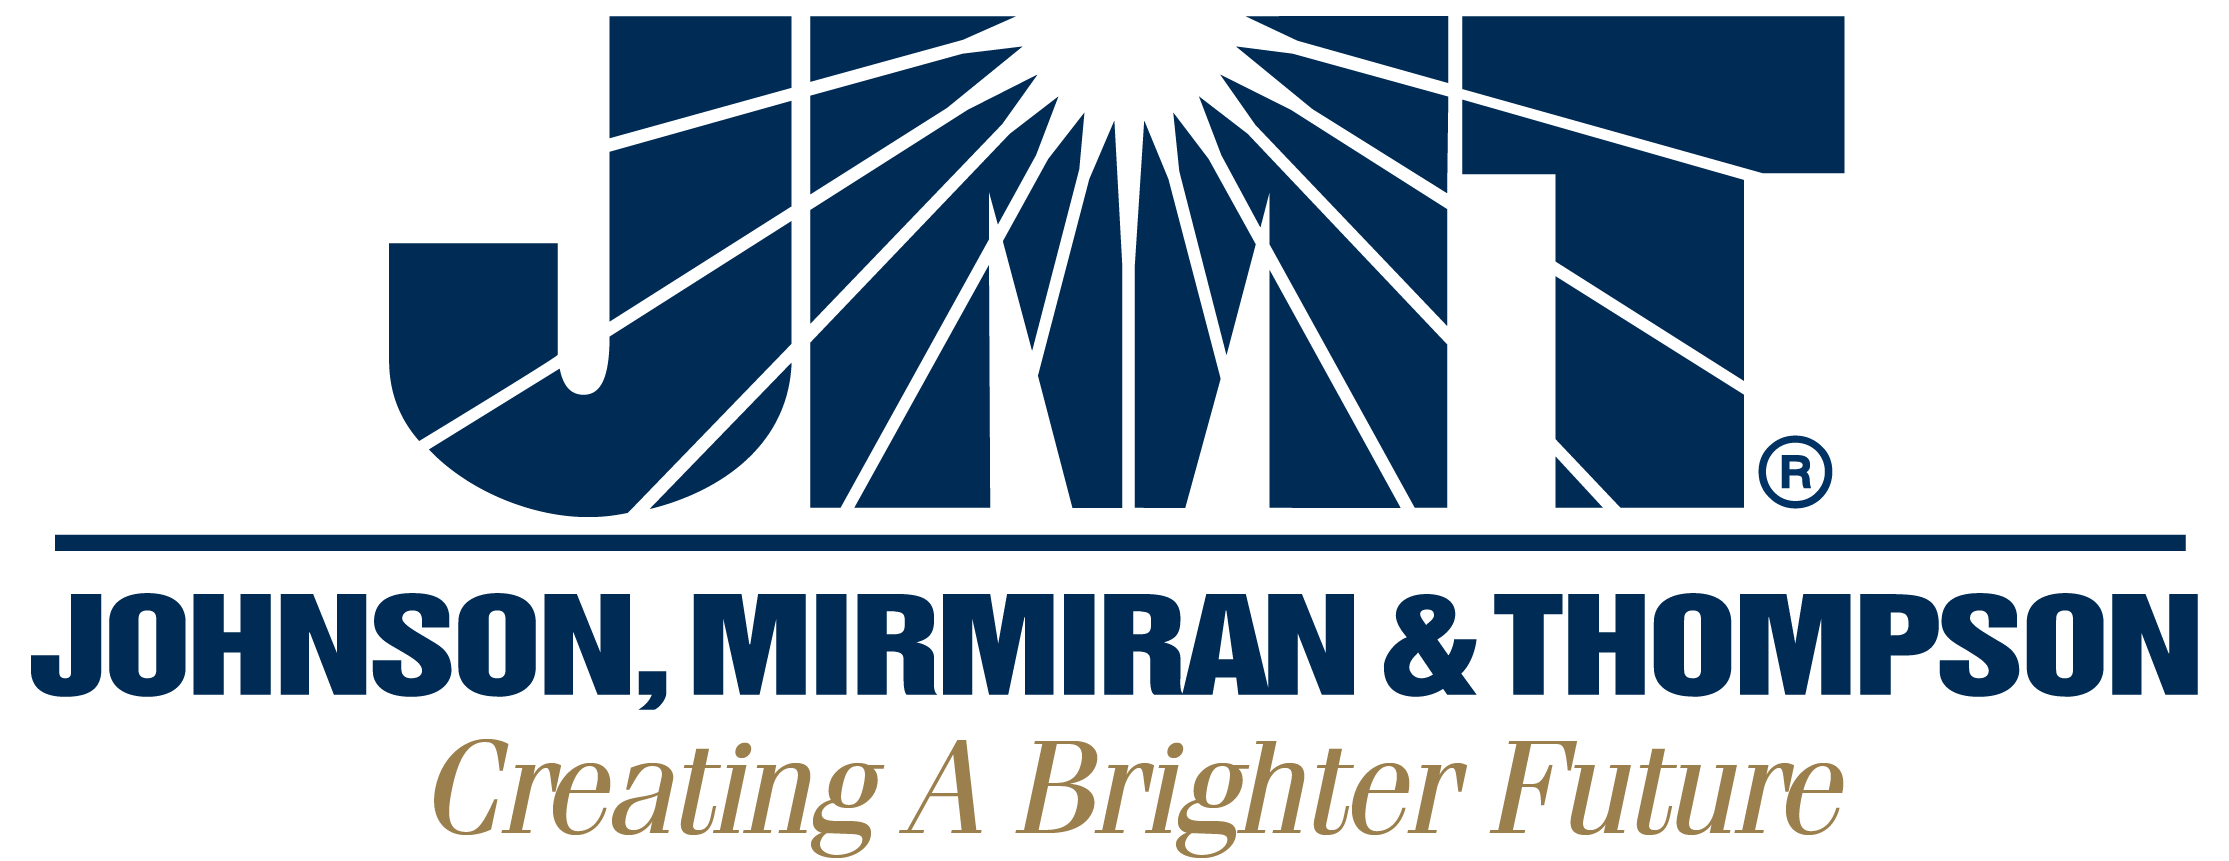 JMT®
JOHNSON, MIRMIRAN & THOMPSON
Creating A Brighter Future